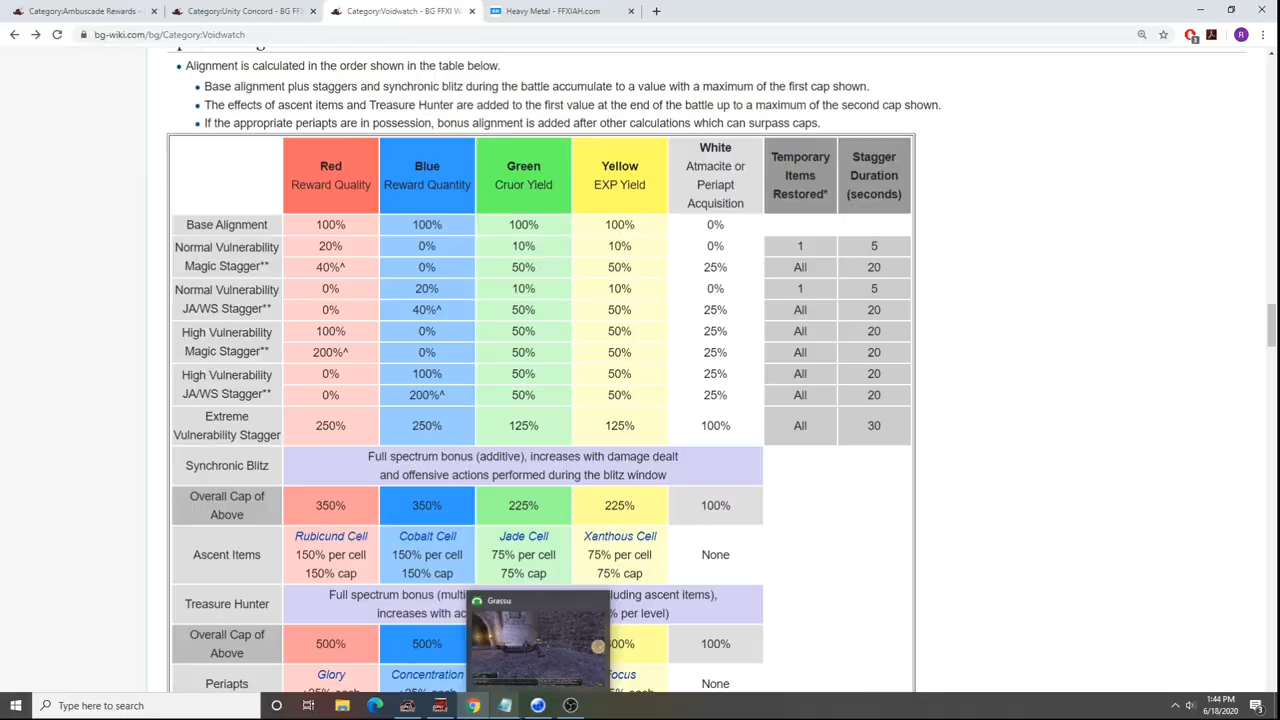 Category:Ambuscade Rewards -
Category:Unity Concord - BG FFX
Category:Voidwatch - BG FFXI W
Heavy Metal - FFXIAH.com
bg-wiki.com/bg/Category:Voidwatch
Alignment is calculated in the order shown in the table below.
Base alignment plus staggers and synchronic blitz during the battle accumulate to a value with a maximum of the first cap shown.
The effects of ascent items and Treasure Hunter are added to the first value at the end of the battle up to a maximum of the second cap shown.
If the appropriate periapts are in possession, bonus alignment is added after other calculations which can surpass caps.
Red
Reward Quality
Blue
Reward Quantity
Green
Cruor Yield
Yellow
EXP Yield
White
Atmacite or
Periapt
Acquisition
Temporary
Items
Restored*
Stagger
Duration
(seconds)
Base Alignment 100% 100% 100% 100% 0%
Normal Vulnerability
Magic Stagger**
20% 0% 10% 10% 0% 1 5
40%^ 0% 50% 50% 25% All 20
Normal Vulnerability
JA/WS Stagger**
0% 20% 10% 10% 0% 1 5
0% 40%^ 50% 50% 25% All 20
High Vulnerability
Magic Stagger**
100% 0% 50% 50% 25% All 20
200%^ 0% 50% 50% 25% All 20
High Vulnerability
JA/WS Stagger**
0% 100% 50% 50% 25% All 20
0% 200%^ 50% 50% 25% All 20
Extreme
Vulnerability Stagger
250% 250% 125% 125% 100% All 30
Synchronic Blitz
Full spectrum bonus (additive), increases with damage dealt
and offensive actions performed during the blitz window
Overall Cap of
Above
350% 350% 225% 225% 100%
Ascent Items
Rubicund Cell
150% per cell
150% cap
Cobalt Cell
150% per cell
150% cap
Jade Cell
75% per cell
75% cap
Xanthous Cell
75% per cell
75% cap
None
Treasure Hunter
Full spectrum bonus
ascent items),
increases with
% per level)
Grassu
Overall Cap of
Above
500% 500% 100%
Periapts
Glory
Concentration
None
Type here to search
1:44 PM
6/18/2020